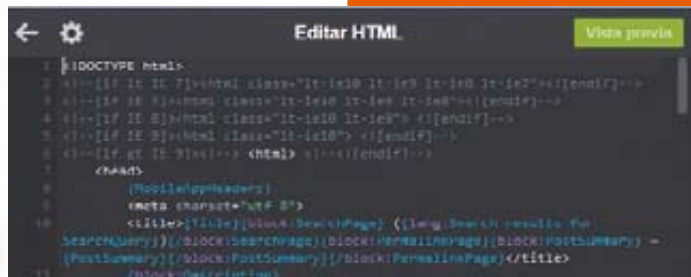 Editar HTML
Vista previa
1 <!DOCTYPE html>
2 <!--[if lt IE 7]><html class="lt-ie10 lt-ie9 lt-ie8 lt-ie7"><![endif]-->
3 <!--[if IE 7]><html class="lt-ie10 lt-ie9 lt-ie8"><![endif]-->
4 <!--[if IE 8]><html class="lt-ie10 lt-ie9"> <![endif]-->
5 <!--[if IE 9]><html class="lt-ie10"> <![endif]-->
6 <!--[if gt IE 9]><!--> <html> <!--<![endif]-->
7 <head>
8 {MobileAppHeaders}
9 <meta charset="utf-8">
10 <title>{Title}{block:SearchPage} ({lang:Search results for
SearchQuery}){/block:SearchPage}{block:PermalinkPage}{block:PostSummary} —
{PostSummary}{/block:PostSummary}{/block:PermalinkPage}</title>
11 {block:Description}